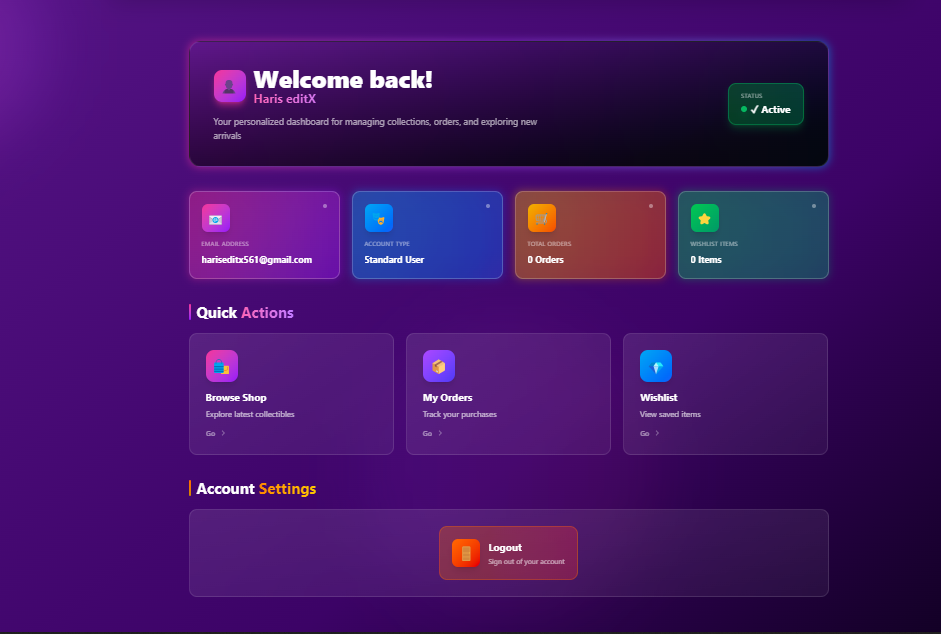 Welcome back!
Haris editX
Your personalized dashboard for managing collections, orders, and exploring new
arrivals
STATUS
✓ Active
EMAIL ADDRESS
hariseditx561@gmail.com
ACCOUNT TYPE
Standard User
TOTAL ORDERS
0 Orders
WISHLIST ITEMS
0 Items
Quick Actions
Browse Shop
Explore latest collectibles
Go >
My Orders
Track your purchases
Go >
Wishlist
View saved items
Go >
Account Settings
Logout
Sign out of your account